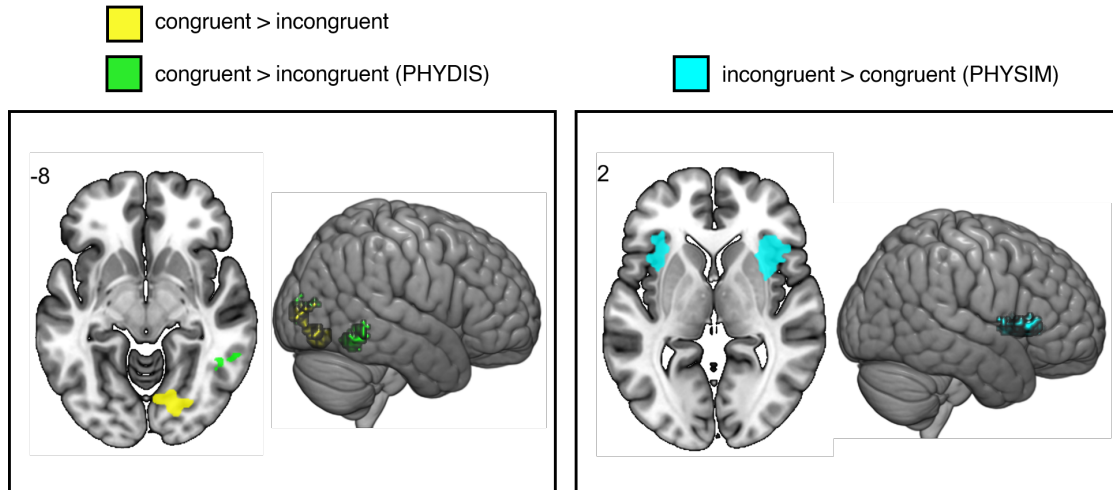 congruent > incongruent
congruent > incongruent (PHYDIS)
incongruent > congruent (PHYSIM)
-8
2